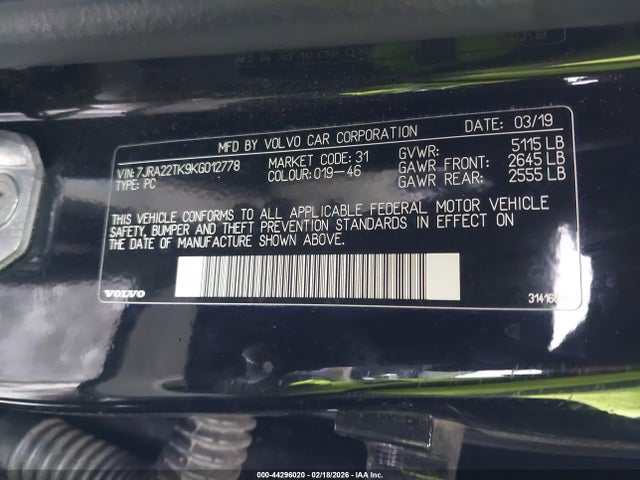 MFD BY VOLVO CAR CORPORATION DATE: 03/19
VIN: 7JRA22TK9KG012778 MARKET CODE: 31 GVWR: 5115 LB
TYPE: PC COLOUR: 019-46 GAWR FRONT: 2645 LB
GAWR REAR: 2555 LB
THIS VEHICLE CONFORMS TO ALL APPLICABLE FEDERAL MOTOR VEHICLE
SAFETY, BUMPER AND THEFT PREVENTION STANDARDS IN EFFECT ON
THE DATE OF MANUFACTURE SHOWN ABOVE.
VOLVO
000-44296020 - 02/18/2026 - IAA Inc.